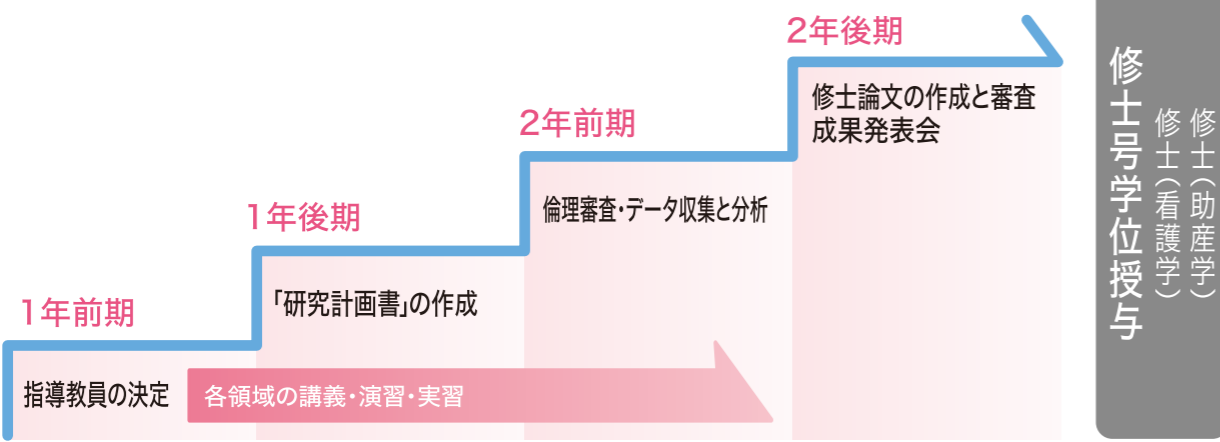 1年前期
指導教員の決定
各領域の講義・演習・実習
1年後期
「研究計画書」の作成
2年前期
倫理審査・データ収集と分析
2年後期
修士論文の作成と審査
成果発表会
修士号学位授与
修士（助産学）
修士（看護学）